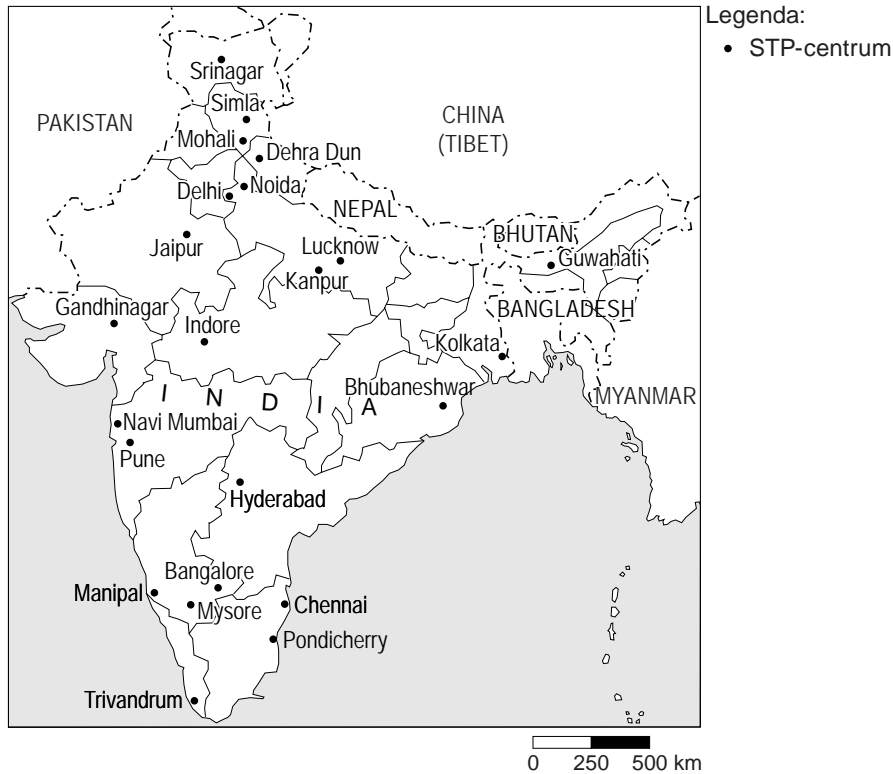 Legenda:
• STP-centrum
Srinagar
Simla
PAKISTAN
CHINA
(TIBET)
Mohali
Dehra Dun
Delhi
Noida
NEPAL
BHUTAN
Jaipur
Lucknow
Guwahati
Kanpur
BANGLADESH
Gandhinagar
Indore
Kolkata
I N D I A
Bhubaneshwar
MYANMAR
Navi Mumbai
Pune
Hyderabad
Bangalore
Manipal
Mysore
Chennai
Pondicherry
Trivandrum
0 250 500 km